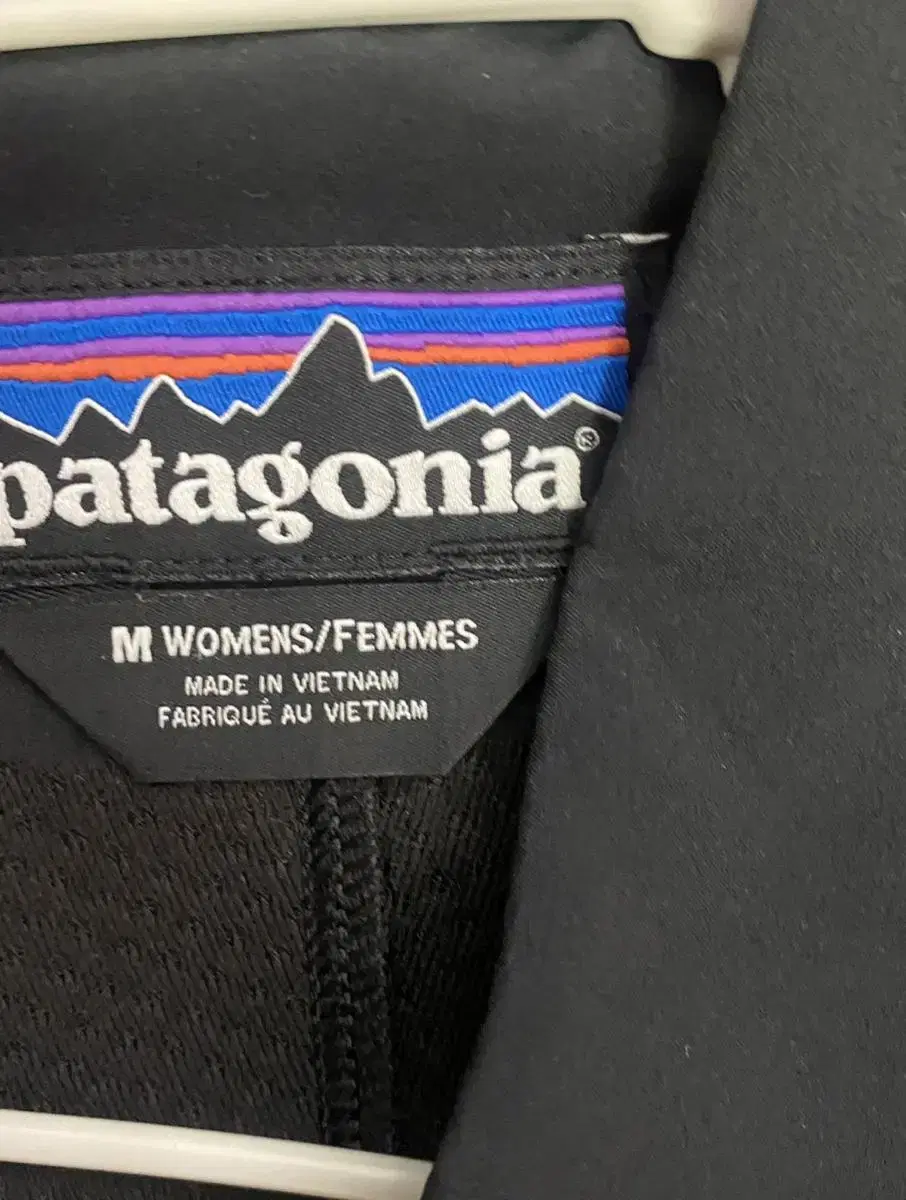 patagonia®
M WOMENS/FEMMES
MADE IN VIETNAM
FABRIQUÉ AU VIETNAM